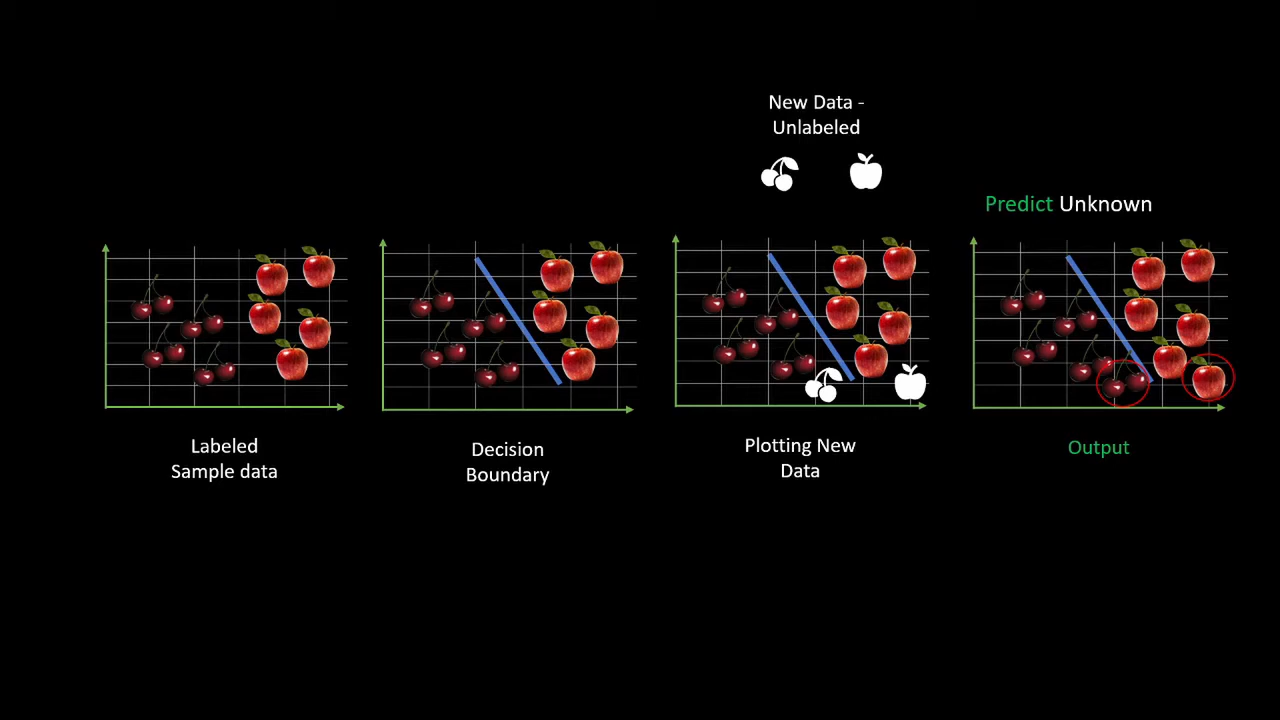 New Data -
Unlabeled
Predict Unknown
Labeled
Sample data
Decision
Boundary
Plotting New
Data
Output